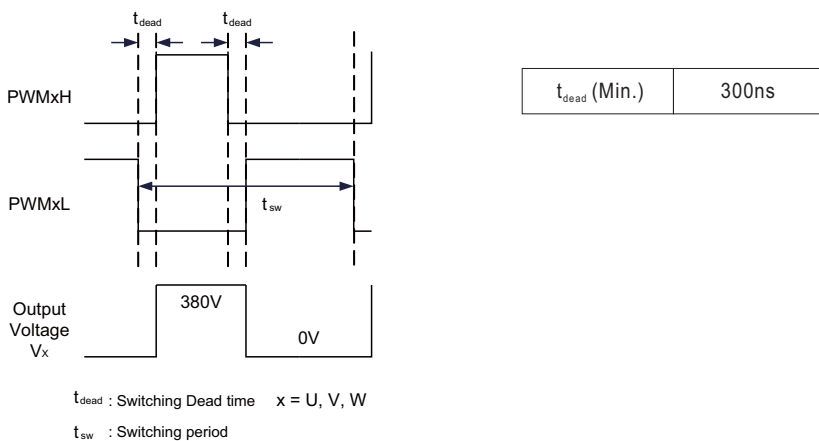 tdead tdead
PWMxH
tdead (Min.) 300ns
PWMxL
tsw
Output
Voltage
Vx
380V
0V
tdead : Switching Dead time x = U, V, W
tsw : Switching period